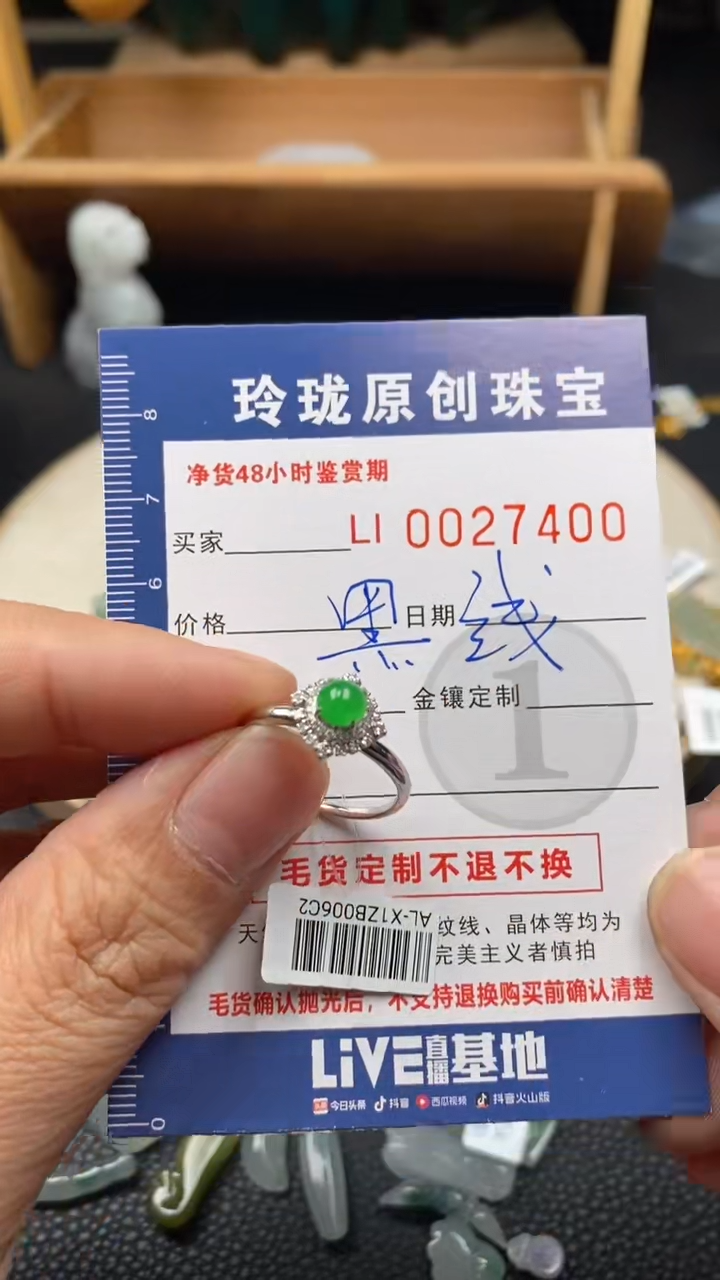 玲珑原创珠宝
净货48小时鉴赏期
买家 LI 0027400
价格 黑线 日期
金镶定制
毛货定制不退不换
天 纹线、晶体等均为
完美主义者慎拍
毛货确认抛光后，不支持退换购买前确认清楚
LiVE直播基地
今日头条 抖音 西瓜视频 抖音火山版
AL-X1ZB006C2
8
7
6
0
1